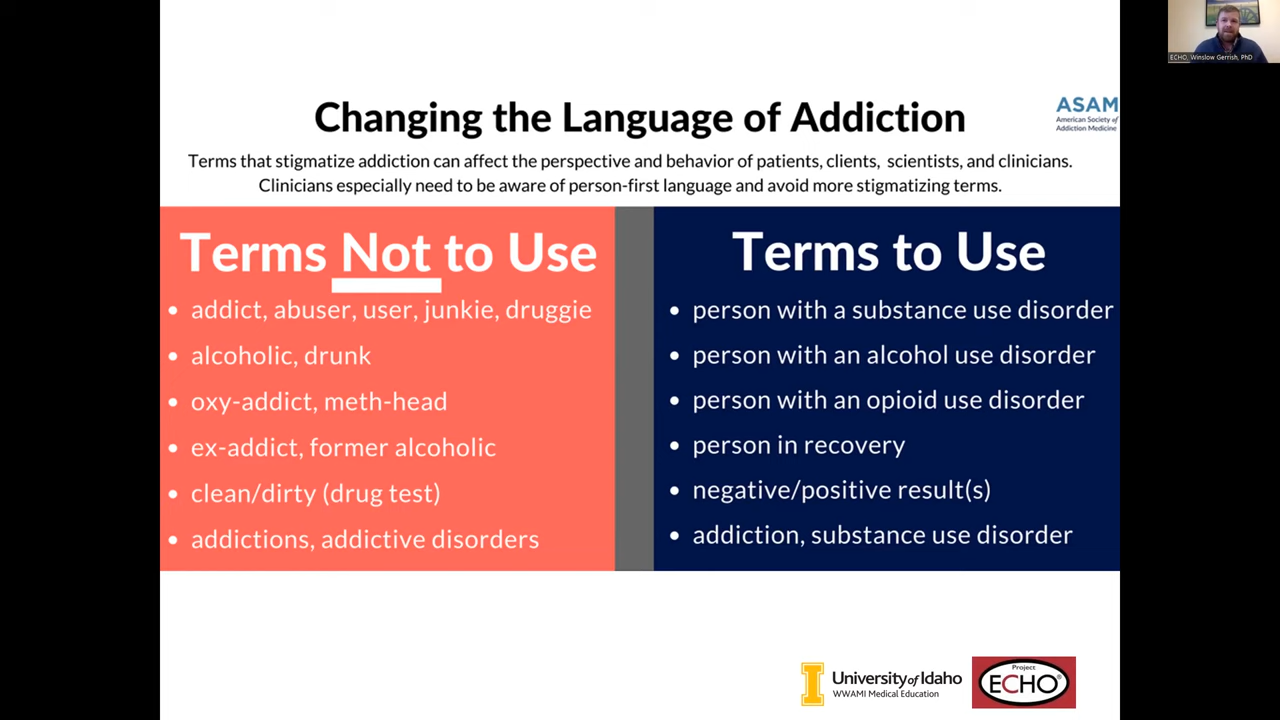 ECHO, Winslow Gerrish, PhD
Changing the Language of Addiction
ASAM
American Society of
Addiction Medicine
Terms that stigmatize addiction can affect the perspective and behavior of patients, clients, scientists, and clinicians.
Clinicians especially need to be aware of person-first language and avoid more stigmatizing terms.
Terms Not to Use
• addict, abuser, user, junkie, druggie
• alcoholic, drunk
• oxy-addict, meth-head
• ex-addict, former alcoholic
• clean/dirty (drug test)
• addictions, addictive disorders
Terms to Use
• person with a substance use disorder
• person with an alcohol use disorder
• person with an opioid use disorder
• person in recovery
• negative/positive result(s)
• addiction, substance use disorder
I
University of Idaho
WWAMI Medical Education
Project
ECHO®